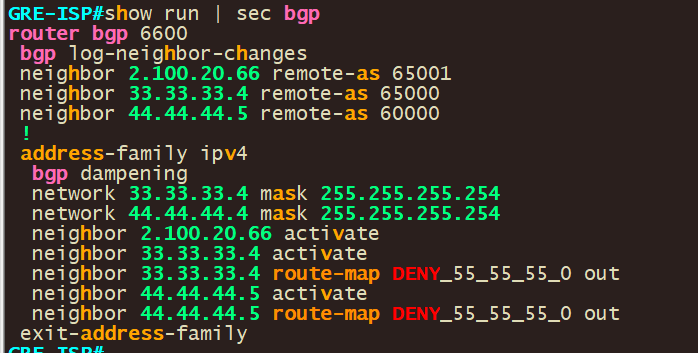 GRE-ISP#show run | sec bgp
router bgp 6600
 bgp log-neighbor-changes
 neighbor 2.100.20.66 remote-as 65001
 neighbor 33.33.33.4 remote-as 65000
 neighbor 44.44.44.5 remote-as 60000
 !
 address-family ipv4
  bgp dampening
  network 33.33.33.4 mask 255.255.255.254
  network 44.44.44.4 mask 255.255.255.254
  neighbor 2.100.20.66 activate
  neighbor 33.33.33.4 activate
  neighbor 33.33.33.4 route-map DENY_55_55_55_0 out
  neighbor 44.44.44.5 activate
  neighbor 44.44.44.5 route-map DENY_55_55_55_0 out
 exit-address-family
GRE-ISP#